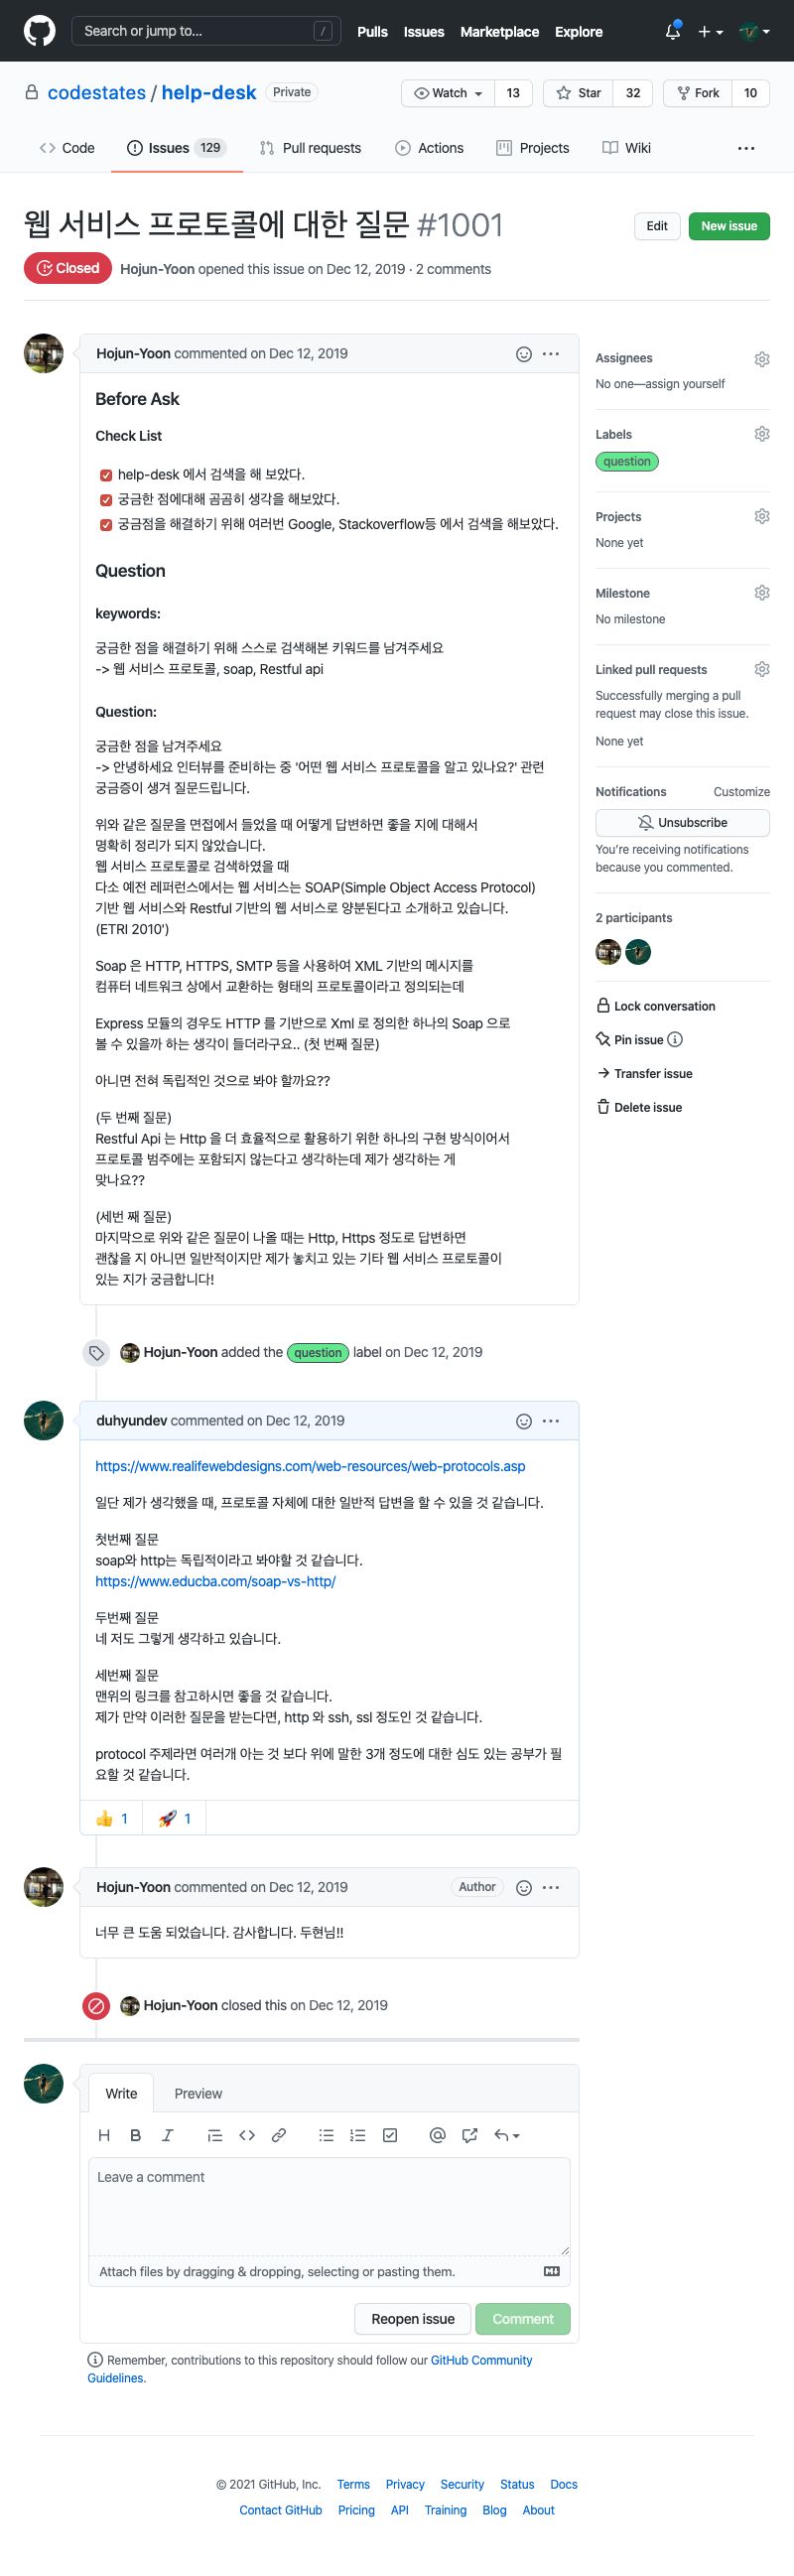 Search or jump to... /
Pulls Issues Marketplace Explore
codestates / help-desk Private
Watch 13 Star 32 Fork 10
Code Issues 129 Pull requests Actions Projects Wiki
웹 서비스 프로토콜에 대한 질문 #1001
Edit New issue
Closed Hojun-Yoon opened this issue on Dec 12, 2019 · 2 comments
Hojun-Yoon commented on Dec 12, 2019
Before Ask
Check List
help-desk 에서 검색을 해 보았다.
궁금한 점에대해 곰곰히 생각을 해보았다.
궁금점을 해결하기 위해 여러번 Google, Stackoverflow등 에서 검색을 해보았다.
Question
keywords:
궁금한 점을 해결하기 위해 스스로 검색해본 키워드를 남겨주세요
-> 웹 서비스 프로토콜, soap, Restful api
Question:
궁금한 점을 남겨주세요
-> 안녕하세요 인터뷰를 준비하는 중 '어떤 웹 서비스 프로토콜을 알고 있나요?' 관련
궁금증이 생겨 질문드립니다.
위와 같은 질문을 면접에서 들었을 때 어떻게 답변하면 좋을 지에 대해서
명확히 정리가 되지 않았습니다.
웹 서비스 프로토콜로 검색하였을 때
다소 예전 레퍼런스에서는 웹 서비스는 SOAP(Simple Object Access Protocol)
기반 웹 서비스와 Restful 기반의 웹 서비스로 양분된다고 소개하고 있습니다.
(ETRI 2010')
Soap 은 HTTP, HTTPS, SMTP 등을 사용하여 XML 기반의 메시지를
컴퓨터 네트워크 상에서 교환하는 형태의 프로토콜이라고 정의되는데
Express 모듈의 경우도 HTTP 를 기반으로 Xml 로 정의한 하나의 Soap 으로
볼 수 있을까 하는 생각이 들더라구요.. (첫 번째 질문)
아니면 전혀 독립적인 것으로 봐야 할까요??
(두 번째 질문)
Restful Api 는 Http 을 더 효율적으로 활용하기 위한 하나의 구현 방식이어서
프로토콜 범주에는 포함되지 않는다고 생각하는데 제가 생각하는 게
맞나요??
(세번 째 질문)
마지막으로 위와 같은 질문이 나올 때는 Http, Https 정도로 답변하면
괜찮을 지 아니면 일반적이지만 제가 놓치고 있는 기타 웹 서비스 프로토콜이
있는 지가 궁금합니다!
Assignees
No one—assign yourself
Labels
question
Projects
None yet
Milestone
No milestone
Linked pull requests
Successfully merging a pull
request may close this issue.
None yet
Notifications Customize
Unsubscribe
You're receiving notifications
because you commented.
2 participants
Lock conversation
Pin issue
Transfer issue
Delete issue
Hojun-Yoon added the question label on Dec 12, 2019
duhyundev commented on Dec 12, 2019
https://www.realifewebdesigns.com/web-resources/web-protocols.asp
일단 제가 생각했을 때, 프로토콜 자체에 대한 일반적 답변을 할 수 있을 것 같습니다.
첫번째 질문
soap와 http는 독립적이라고 봐야할 것 같습니다.
https://www.educba.com/soap-vs-http/
두번째 질문
네 저도 그렇게 생각하고 있습니다.
세번째 질문
맨위의 링크를 참고하시면 좋을 것 같습니다.
제가 만약 이러한 질문을 받는다면, http 와 ssh, ssl 정도인 것 같습니다.
protocol 주제라면 여러개 아는 것 보다 위에 말한 3개 정도에 대한 심도 있는 공부가 필
요할 것 같습니다.
👍 1 🚀 1
Hojun-Yoon commented on Dec 12, 2019 Author
너무 큰 도움 되었습니다. 감사합니다. 두현님!!
Hojun-Yoon closed this on Dec 12, 2019
Write Preview
Leave a comment
Attach files by dragging & dropping, selecting or pasting them.
Reopen issue Comment
Remember, contributions to this repository should follow our GitHub Community
Guidelines.
© 2021 GitHub, Inc. Terms Privacy Security Status Docs
Contact GitHub Pricing API Training Blog About